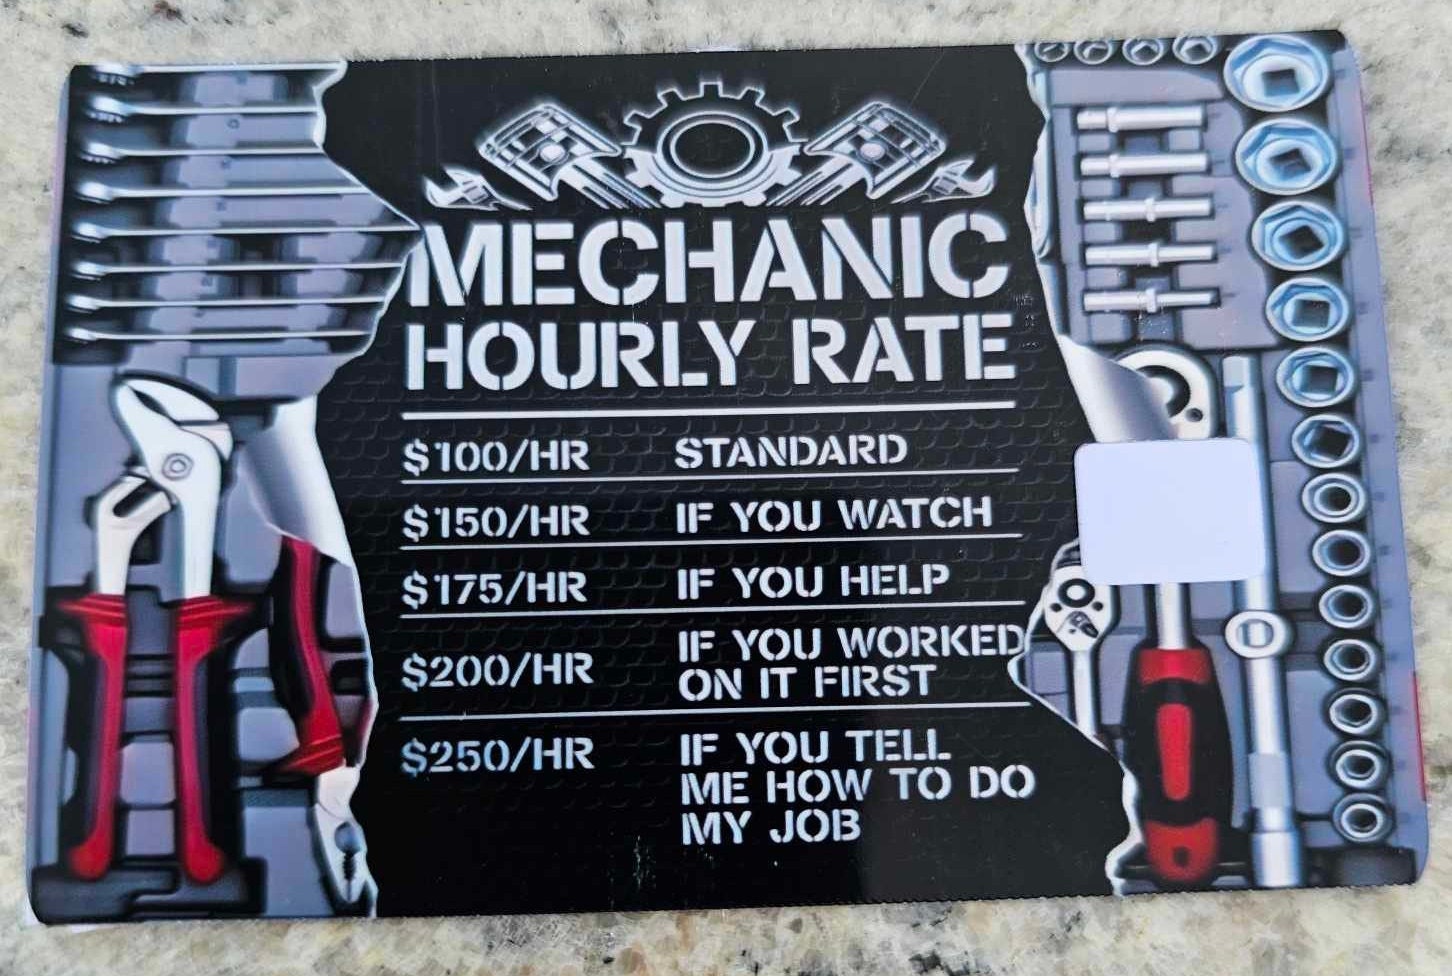 MECHANIC
HOURLY RATE
$100/HR STANDARD
$150/HR IF YOU WATCH
$175/HR IF YOU HELP
$200/HR IF YOU WORKED
ON IT FIRST
$250/HR IF YOU TELL
ME HOW TO DO
MY JOB